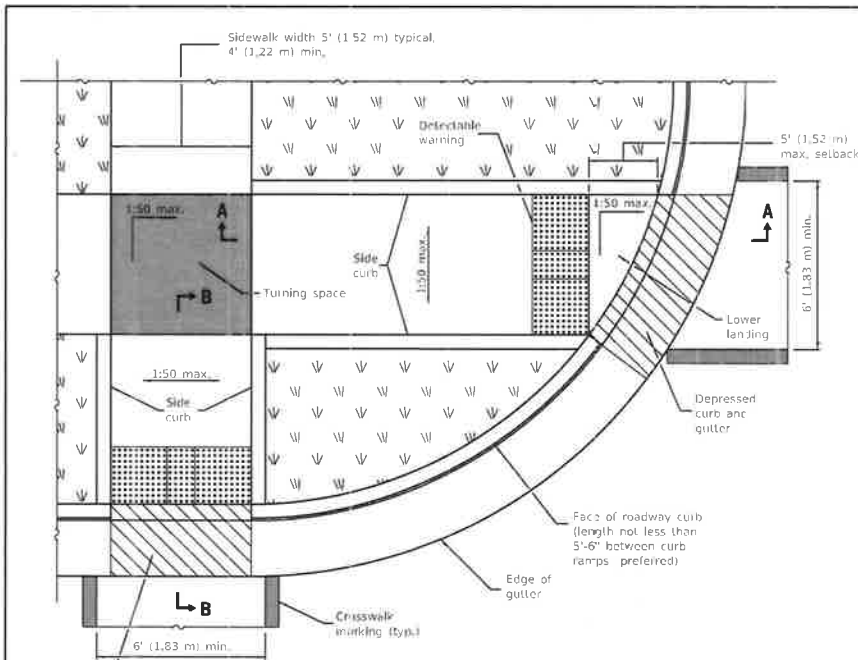 Sidewalk width 5' (1.52 m) typical,
4' (1.22 m) min.
Detectable
warning
5' (1.52 m)
max. setback
1:50 max.
A
1:50 max.
A
Side
curb
1:50 max.
6' (1.83 m) min.
B
Turning space
Lower
landing
1:50 max.
Side
curb
Depressed
curb and
gutter
Face of roadway curb
(length not less than
5'-6" between curb
ramps preferred)
Edge of
gutter
B
Crosswalk
marking (typ.)
6' (1.83 m) min.